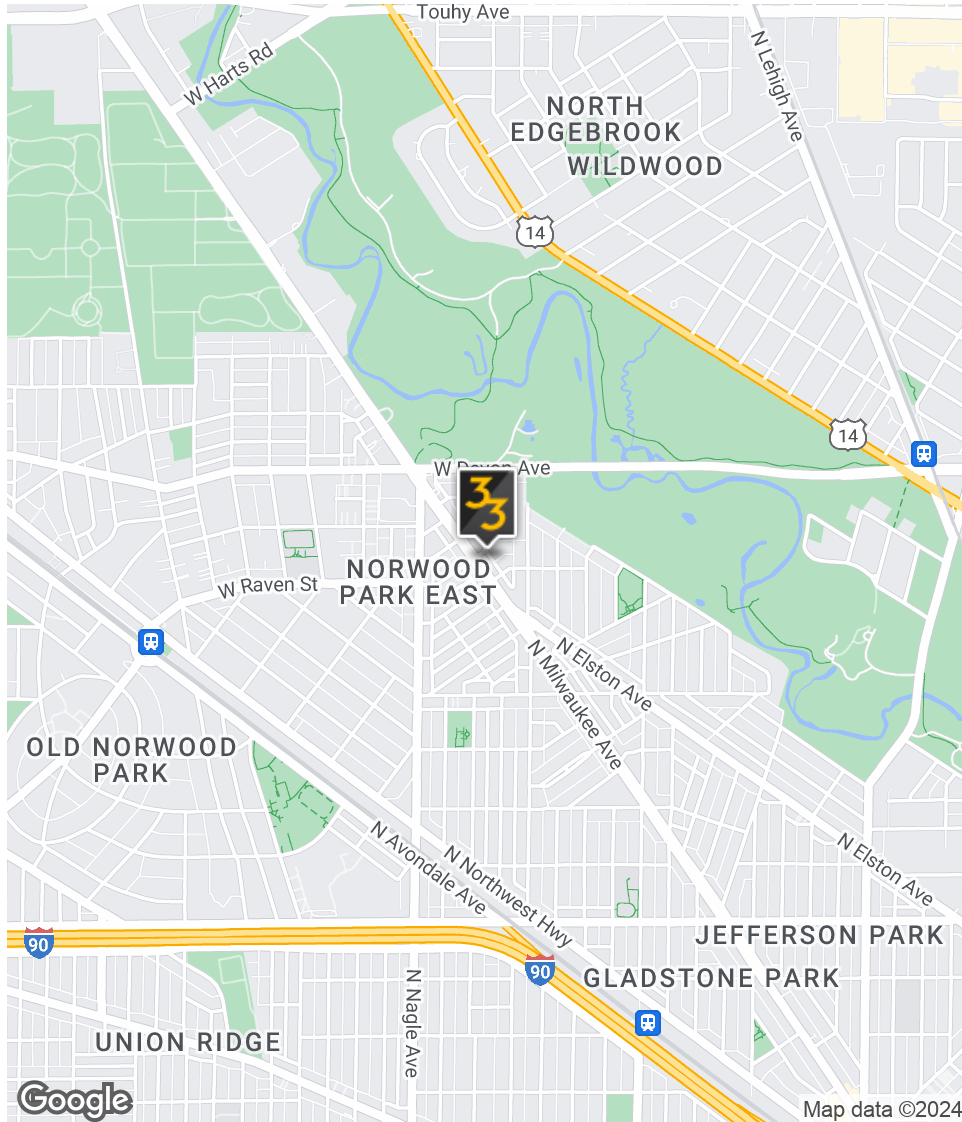 Touhy Ave
W Harts Rd
N Lehigh Ave
NORTH
EDGEBROOK
WILDWOOD
14
14
W Devon Ave
33
NORWOOD
PARK EAST
W Raven St
N Elston Ave
N Milwaukee Ave
OLD NORWOOD
PARK
N Avondale Ave
N Northwest Hwy
N Elston Ave
90
JEFFERSON PARK
90
GLADSTONE PARK
N Nagle Ave
UNION RIDGE
Google
Map data ©2024